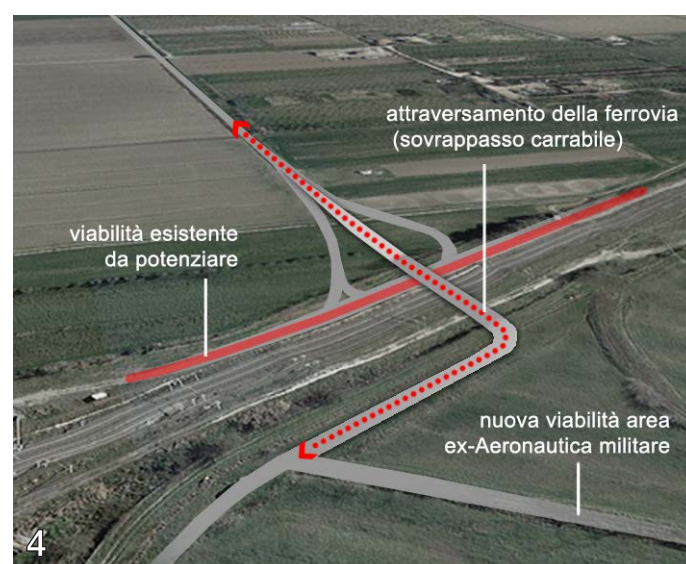 attraversamento della ferrovia
(sovrappasso carrabile)
viabilità esistente
da potenziare
nuova viabilità area
ex-Aeronautica militare
4